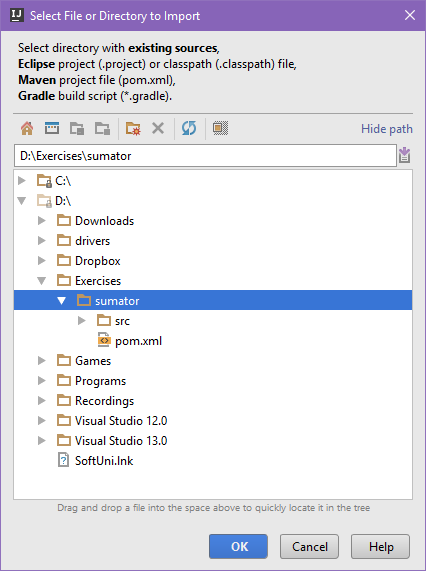 Select File or Directory to Import
Select directory with existing sources,
Eclipse project (.project) or classpath (.classpath) file,
Maven project file (pom.xml),
Gradle build script (*.gradle).
Hide path
D:\Exercises\sumator
C:\
D:\
Downloads
drivers
Dropbox
Exercises
sumator
src
pom.xml
Games
Programs
Recordings
Visual Studio 12.0
Visual Studio 13.0
SoftUni.lnk
Drag and drop a file into the space above to quickly locate it in the tree
OK Cancel Help